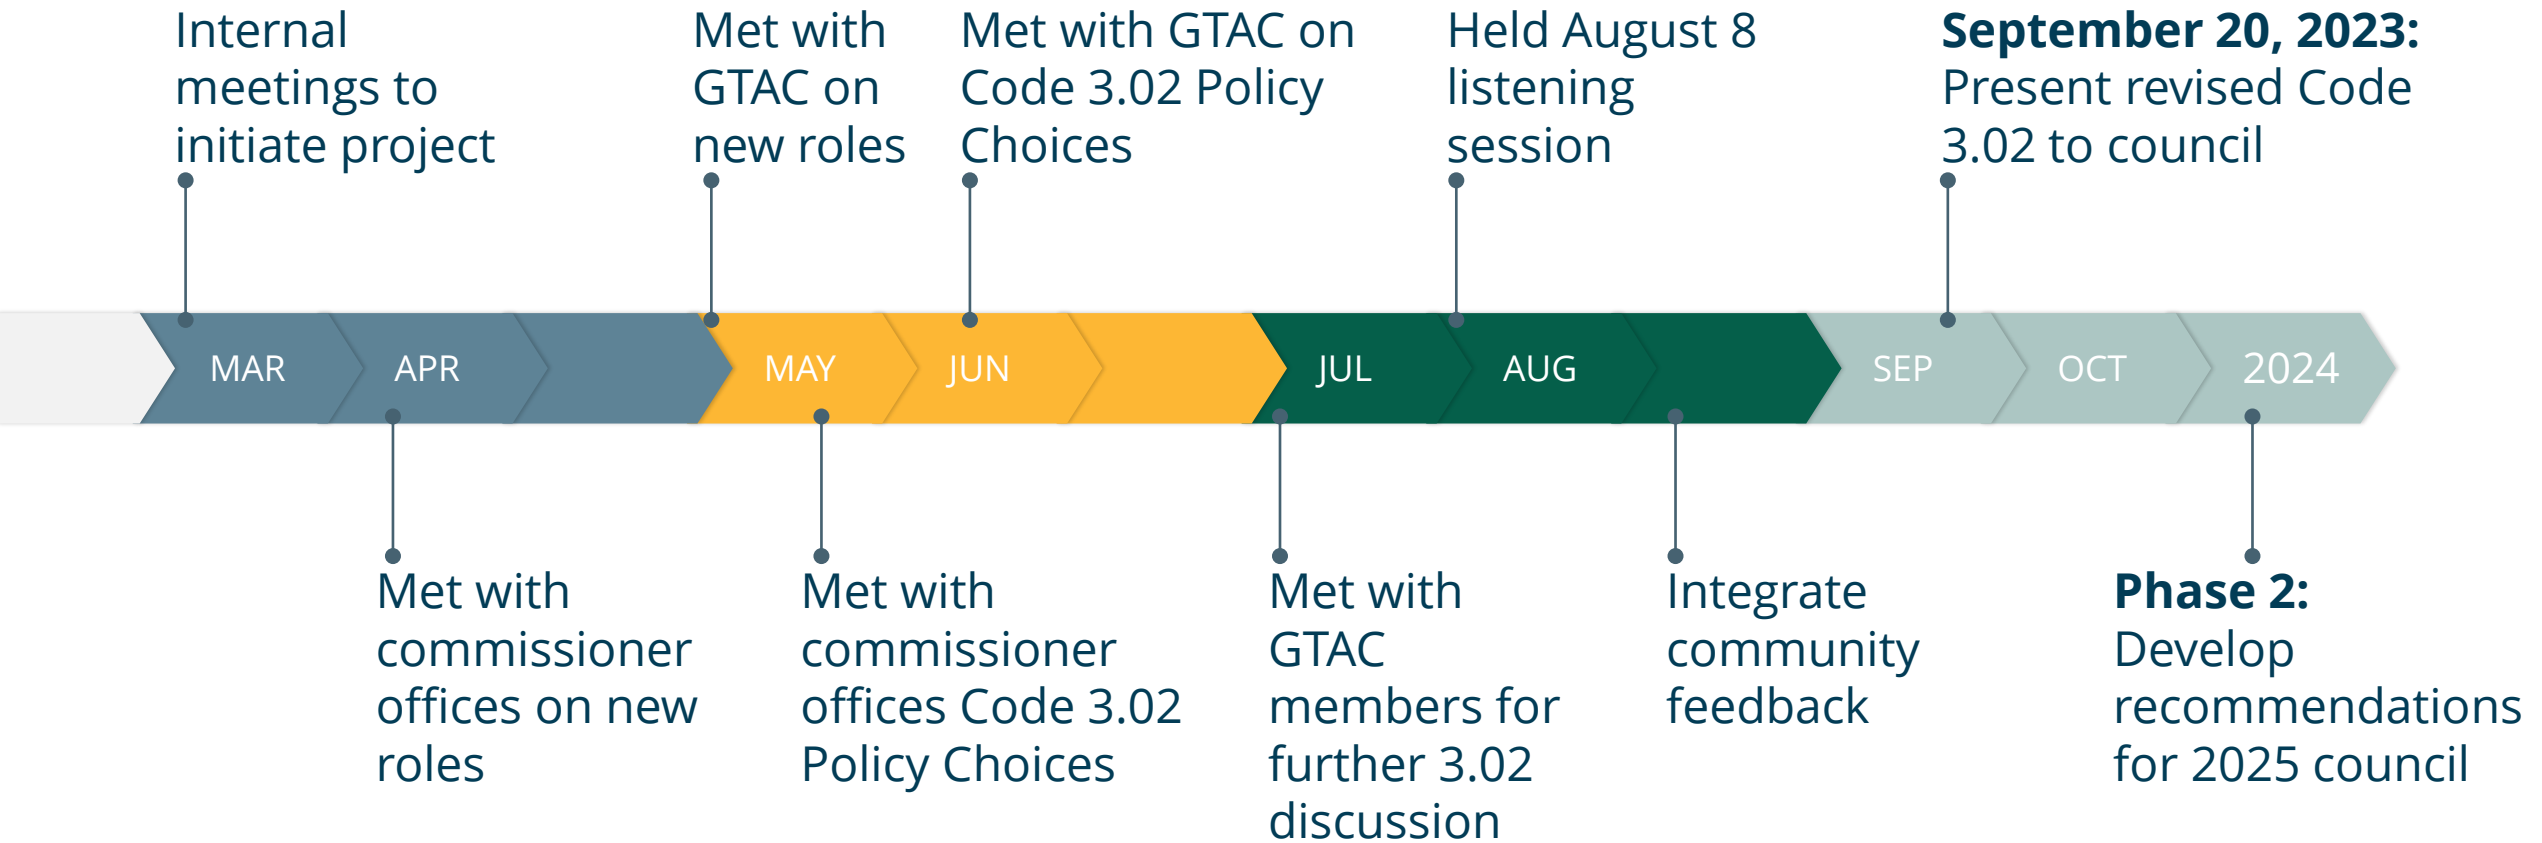 Internal
meetings to
initiate project
Met with
GTAC on
new roles
Met with GTAC on
Code 3.02 Policy
Choices
Held August 8
listening
session
September 20, 2023:
Present revised Code
3.02 to council
MAR
APR
MAY
JUN
JUL
AUG
SEP
OCT
2024
Met with
commissioner
offices on new
roles
Met with
commissioner
offices Code 3.02
Policy Choices
Met with
GTAC
members for
further 3.02
discussion
Integrate
community
feedback
Phase 2:
Develop
recommendations
for 2025 council